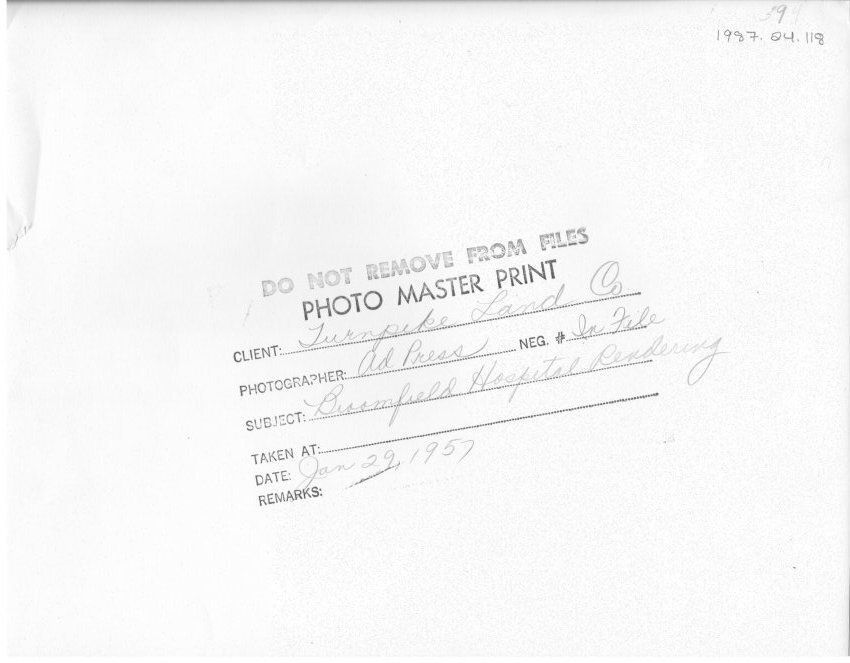 1987.04.118
DO NOT REMOVE FROM FILES
PHOTO MASTER PRINT
CLIENT: Turnpike Land Co
PHOTOGRAPHER: Ad Press NEG. # In File
SUBJECT: Broomfield Hospital Rendering
TAKEN AT:
DATE: Jan 29, 1957
REMARKS: